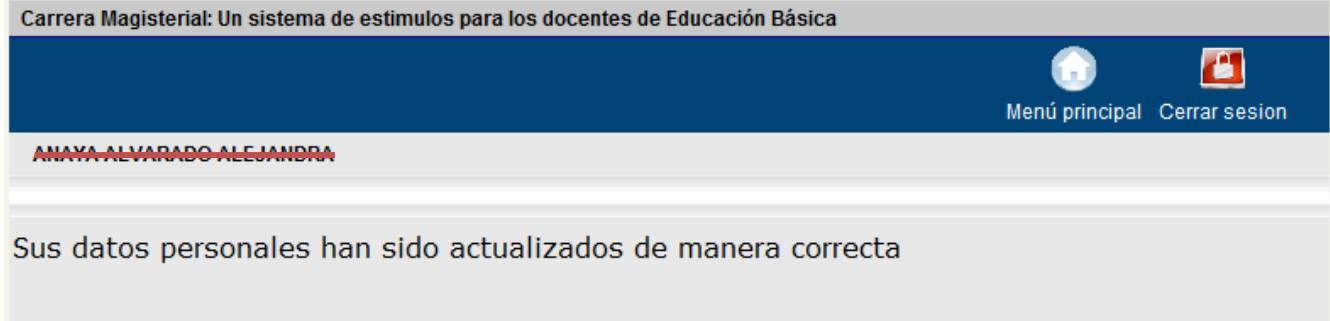 Carrera Magisterial: Un sistema de estimulos para los docentes de Educación Básica
Menú principal Cerrar sesion
ANAYA ALVARADO ALEJANDRA
Sus datos personales han sido actualizados de manera correcta